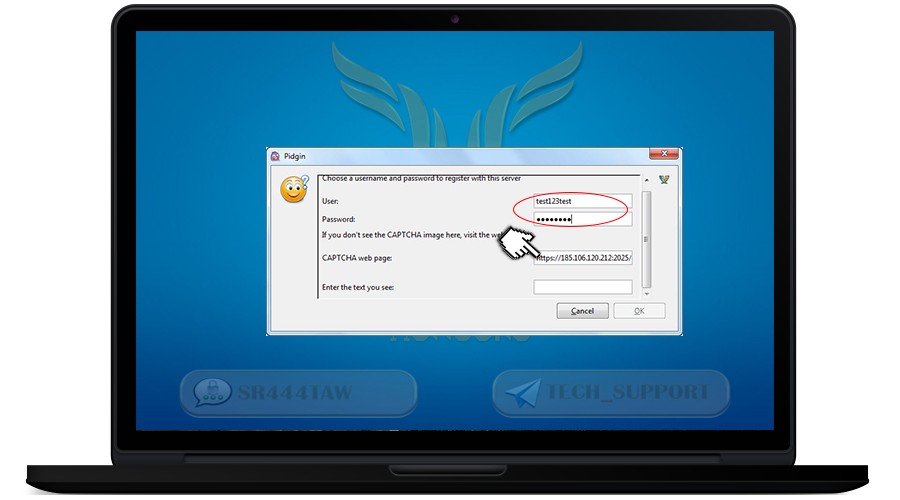 Pidgin
Choose a username and password to register with this server
User: test123test
Password: ••••••••
If you don't see the CAPTCHA image here, visit the we
CAPTCHA web page: https://185.106.120.212:2025/
Enter the text you see:
Cancel OK
SR444TAW TECH_SUPPORT